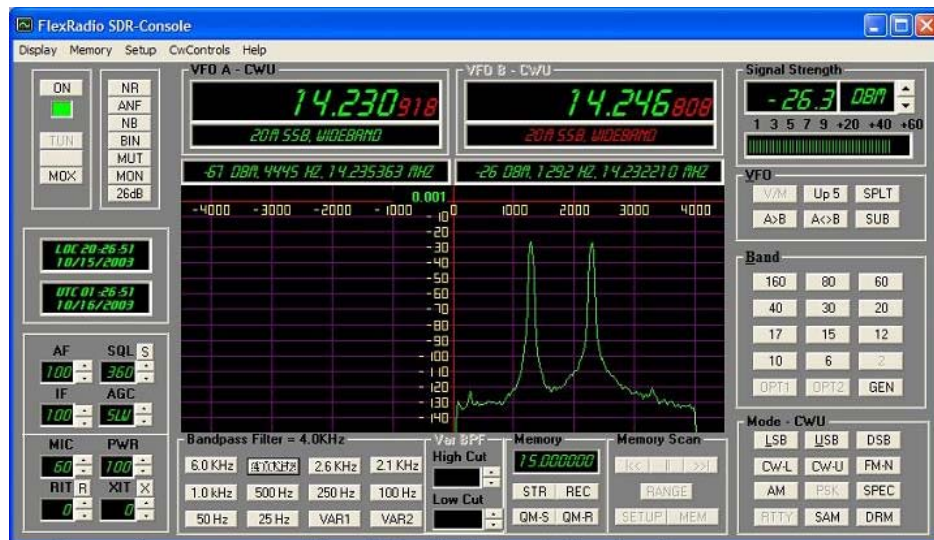 FlexRadio SDR-Console
Display Memory Setup CwControls Help
VFO A - CWU
14.230918
20M SSB, WIDEBAND
VFO B - CWU
14.246808
20M SSB, WIDEBAND
Signal Strength
-26.3 DBM
1 3 5 7 9 +20 +40 +60
ON
TUN
MOX
NR
ANF
NB
BIN
MUT
MON
26dB
-67 DBM, 4445 HZ, 14.235363 MHZ
-26 DBM, 1292 HZ, 14.232210 MHZ
0.001
-4000 -3000 -2000 -1000 0 1000 2000 3000 4000
-10
-20
-30
-40
-50
-60
-70
-80
-90
-100
-110
-120
-130
-140
VFO
V/M Up 5 SPLT
A>B A<>B SUB
LOC 20:26:51
10/15/2003
UTC 01:26:51
10/16/2003
Band
160 80 60
40 30 20
17 15 12
10 6 2
OPT1 OPT2 GEN
AF SQL S
100 360
IF AGC
100 SLW
MIC PWR
60 100
RIT R XIT X
0 0
Bandpass Filter = 4.0KHz
6.0 KHz 4.0 KHz 2.6 KHz 2.1 KHz
1.0 kHz 500 Hz 250 Hz 100 Hz
50 Hz 25 Hz VAR1 VAR2
Var BPF
High Cut
Low Cut
Memory
15.000000
STR REC
QM-S QM-R
Memory Scan
<< || >>
RANGE
SETUP MEM
Mode - CWU
LSB USB DSB
CW-L CW-U FM-N
AM PSK SPEC
RTTY SAM DRM